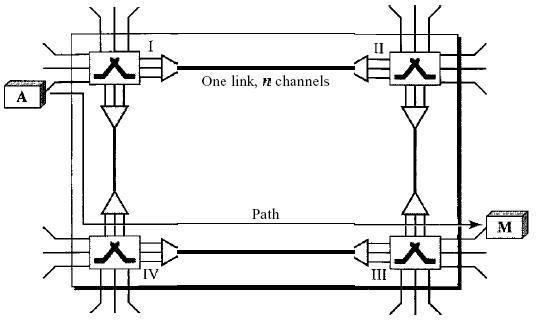 I
II
One link, n channels
A
Path
M
IV
III